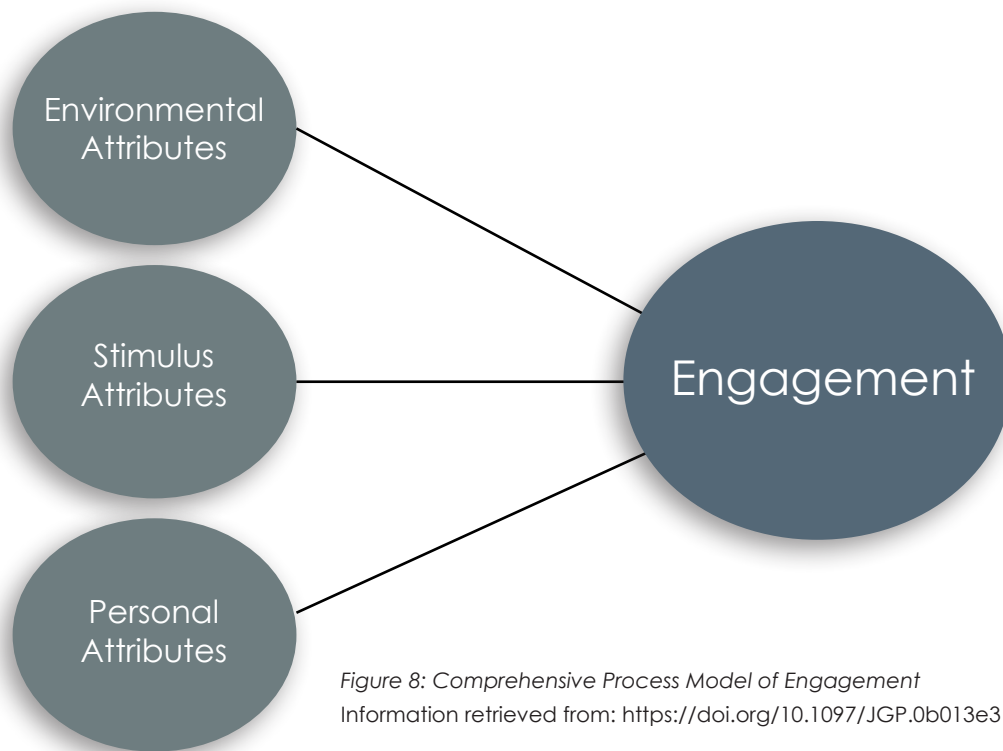 Environmental
Attributes
Stimulus
Attributes
Engagement
Personal
Attributes
Figure 8: Comprehensive Process Model of Engagement
Information retrieved from: https://doi.org/10.1097/JGP.0b013e3